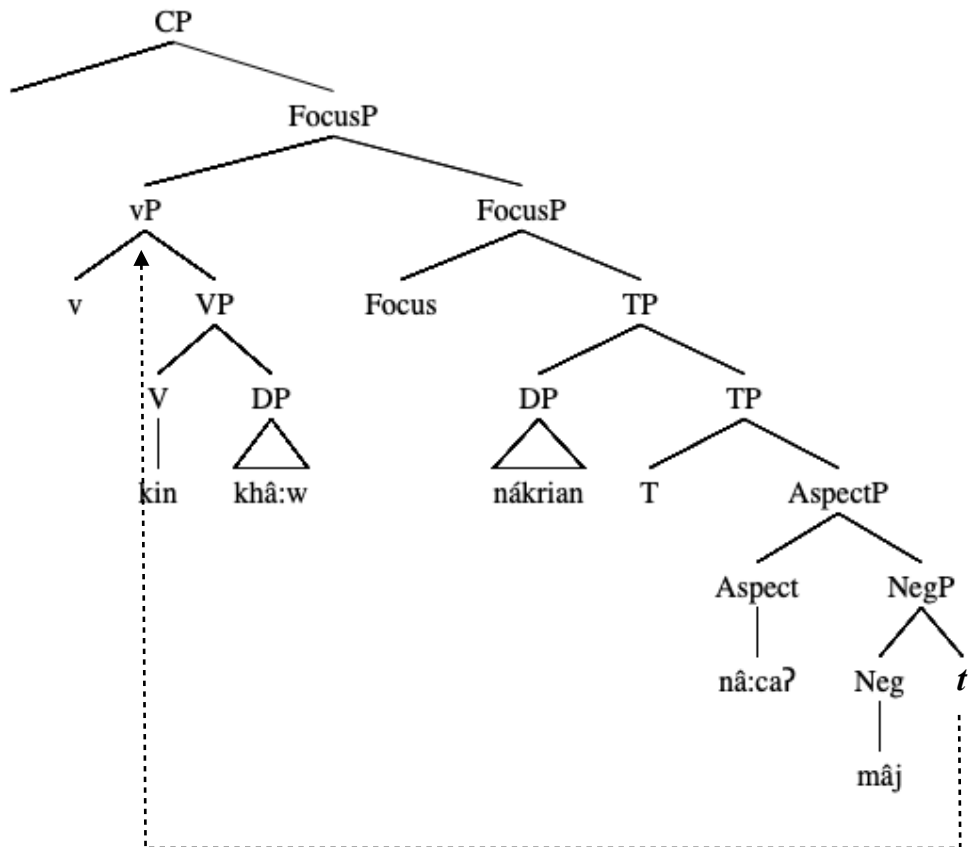 CP
FocusP
vP FocusP
v VP Focus TP
V DP DP TP
kin khâ:w nákrian T AspectP
Aspect NegP
nâ:caʔ Neg t
mâj